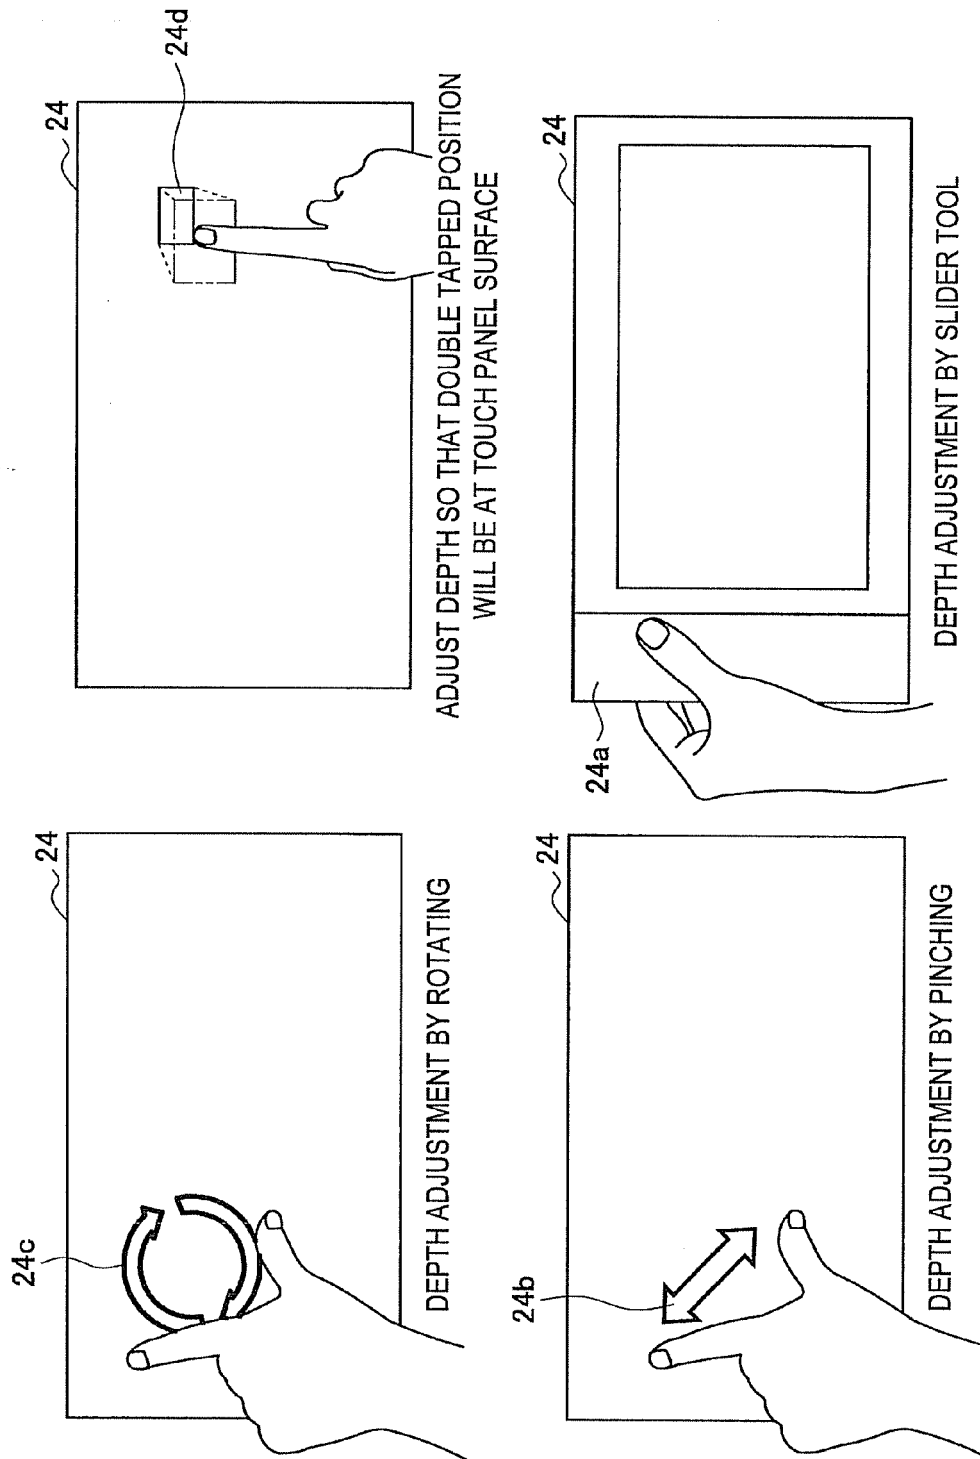 24c
24
DEPTH ADJUSTMENT BY ROTATING
24
24d
ADJUST DEPTH SO THAT DOUBLE TAPPED POSITION
WILL BE AT TOUCH PANEL SURFACE
24b
24
DEPTH ADJUSTMENT BY PINCHING
24a
24
DEPTH ADJUSTMENT BY SLIDER TOOL